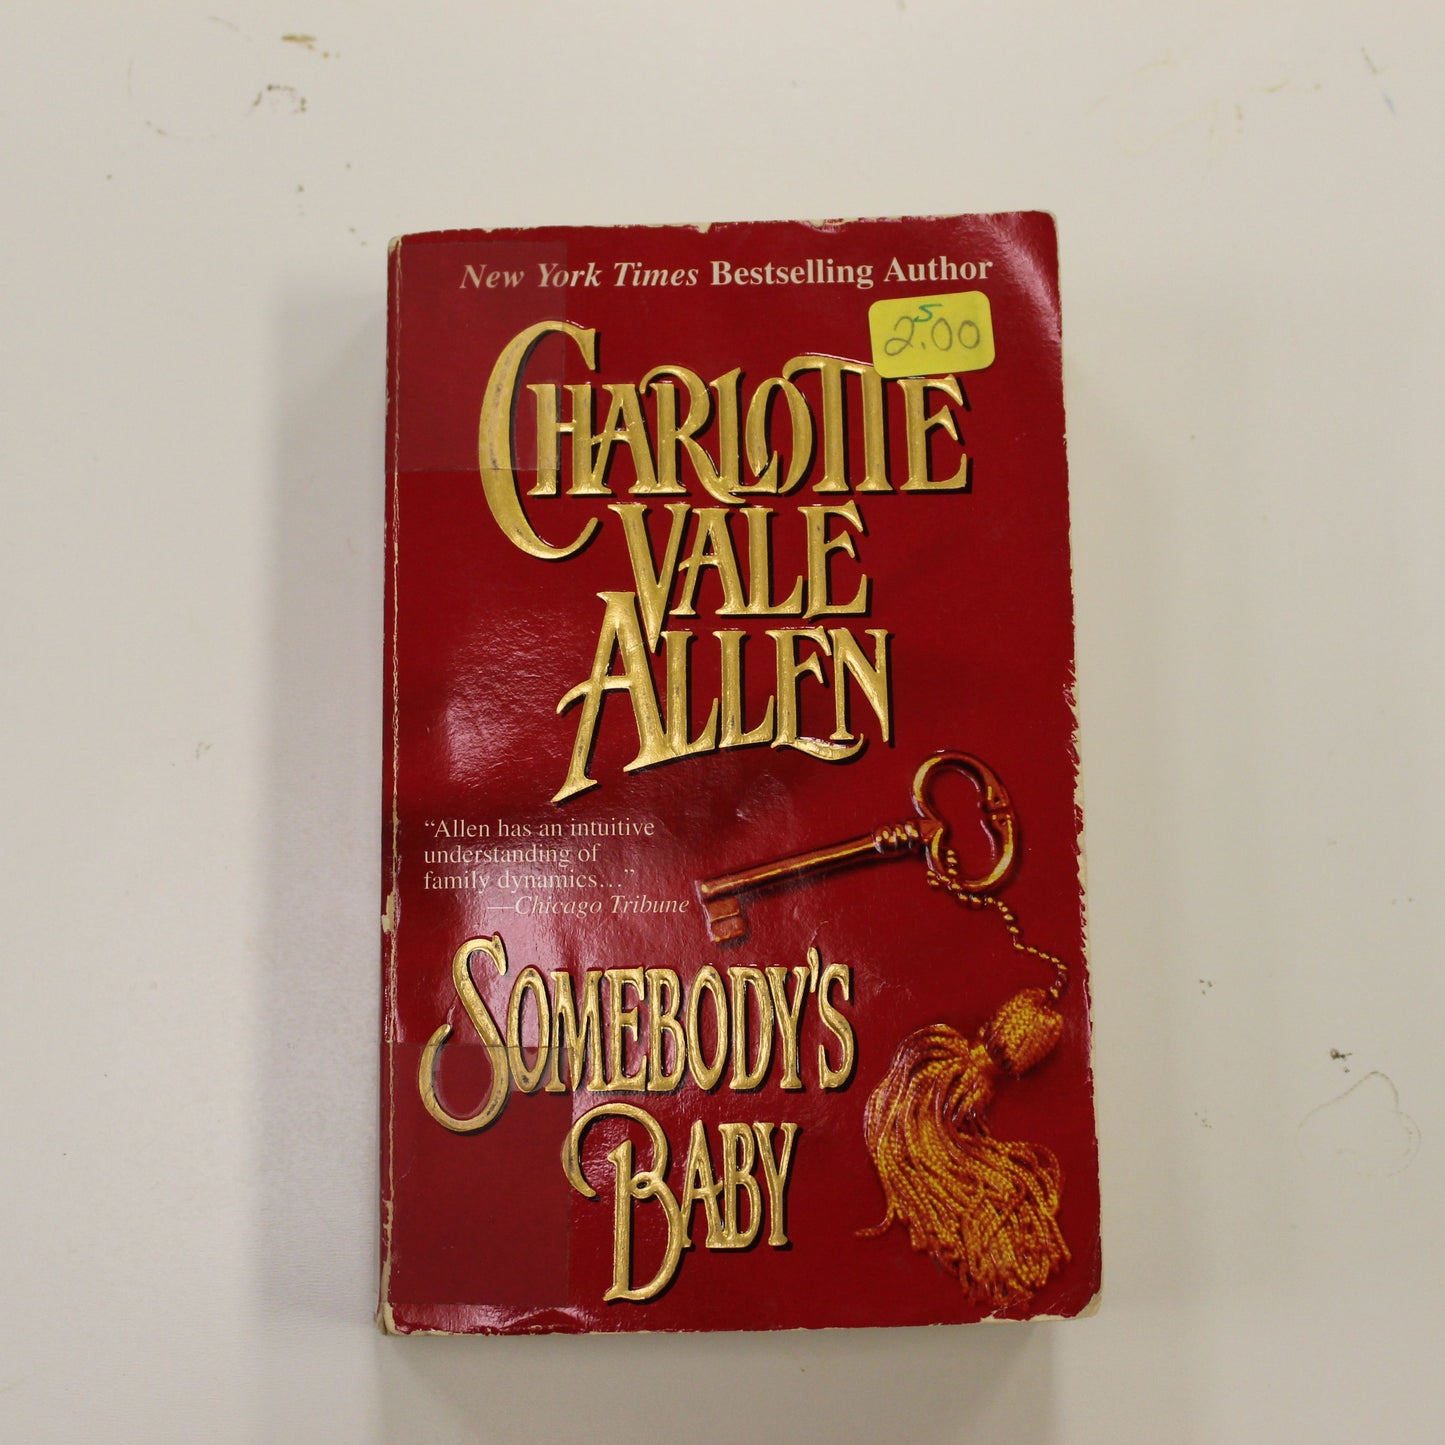 New York Times Bestselling Author
2.00
5
CHARLOTTE
VALE
ALLEN
“Allen has an intuitive
understanding of
family dynamics...”
—Chicago Tribune
SOMEBODY'S
BABY